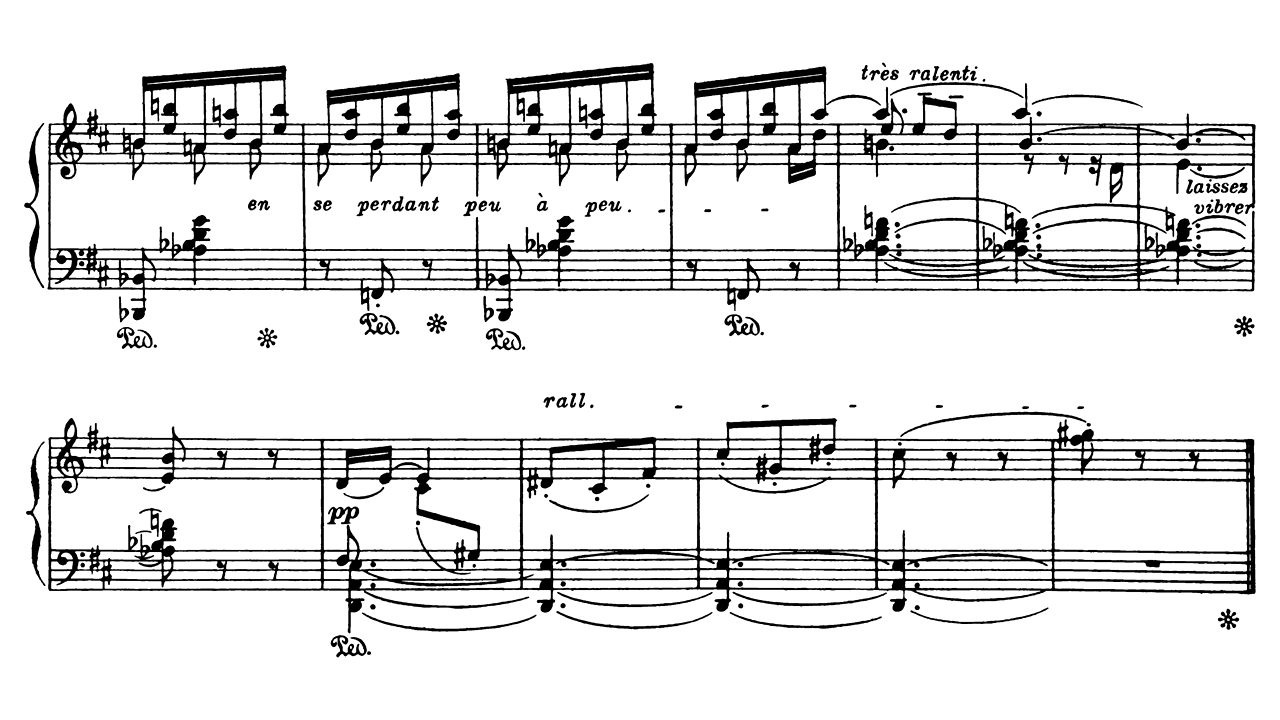 très ralenti.
en se perdant peu à peu. - - -
laissez
vibrer
Ped. Ped. Ped. Ped.
rall. - - - - - -
pp
Ped.